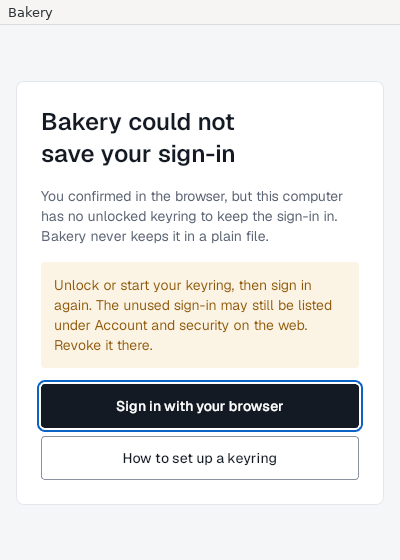 Bakery
Bakery could not
save your sign-in
You confirmed in the browser, but this computer
has no unlocked keyring to keep the sign-in in.
Bakery never keeps it in a plain file.
Unlock or start your keyring, then sign in
again. The unused sign-in may still be listed
under Account and security on the web.
Revoke it there.
Sign in with your browser
How to set up a keyring